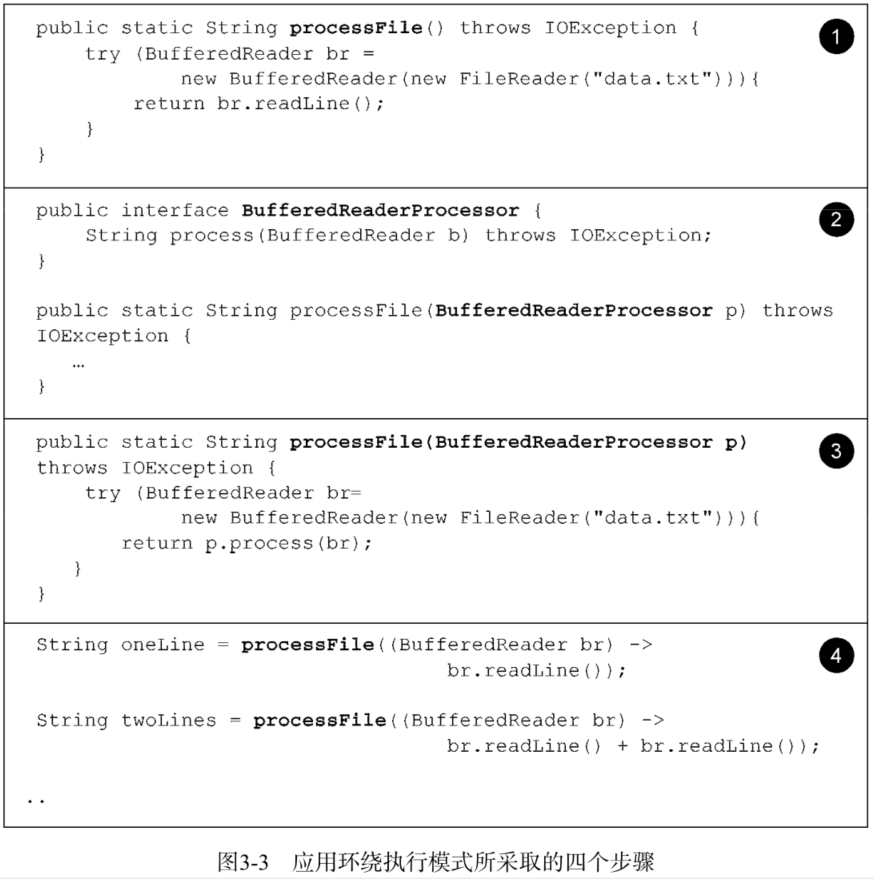 public static String processFile() throws IOException {
    try (BufferedReader br =
            new BufferedReader(new FileReader("data.txt"))){
        return br.readLine();
    }
}
1
public interface BufferedReaderProcessor {
    String process(BufferedReader b) throws IOException;
}
public static String processFile(BufferedReaderProcessor p) throws
IOException {
   …
}
2
public static String processFile(BufferedReaderProcessor p)
throws IOException {
    try (BufferedReader br=
            new BufferedReader(new FileReader("data.txt"))){
       return p.process(br);
   }
}
3
String oneLine = processFile((BufferedReader br) ->
                                  br.readLine());
String twoLines = processFile((BufferedReader br) ->
                                  br.readLine() + br.readLine());
..
4
图3-3 应用环绕执行模式所采取的四个步骤